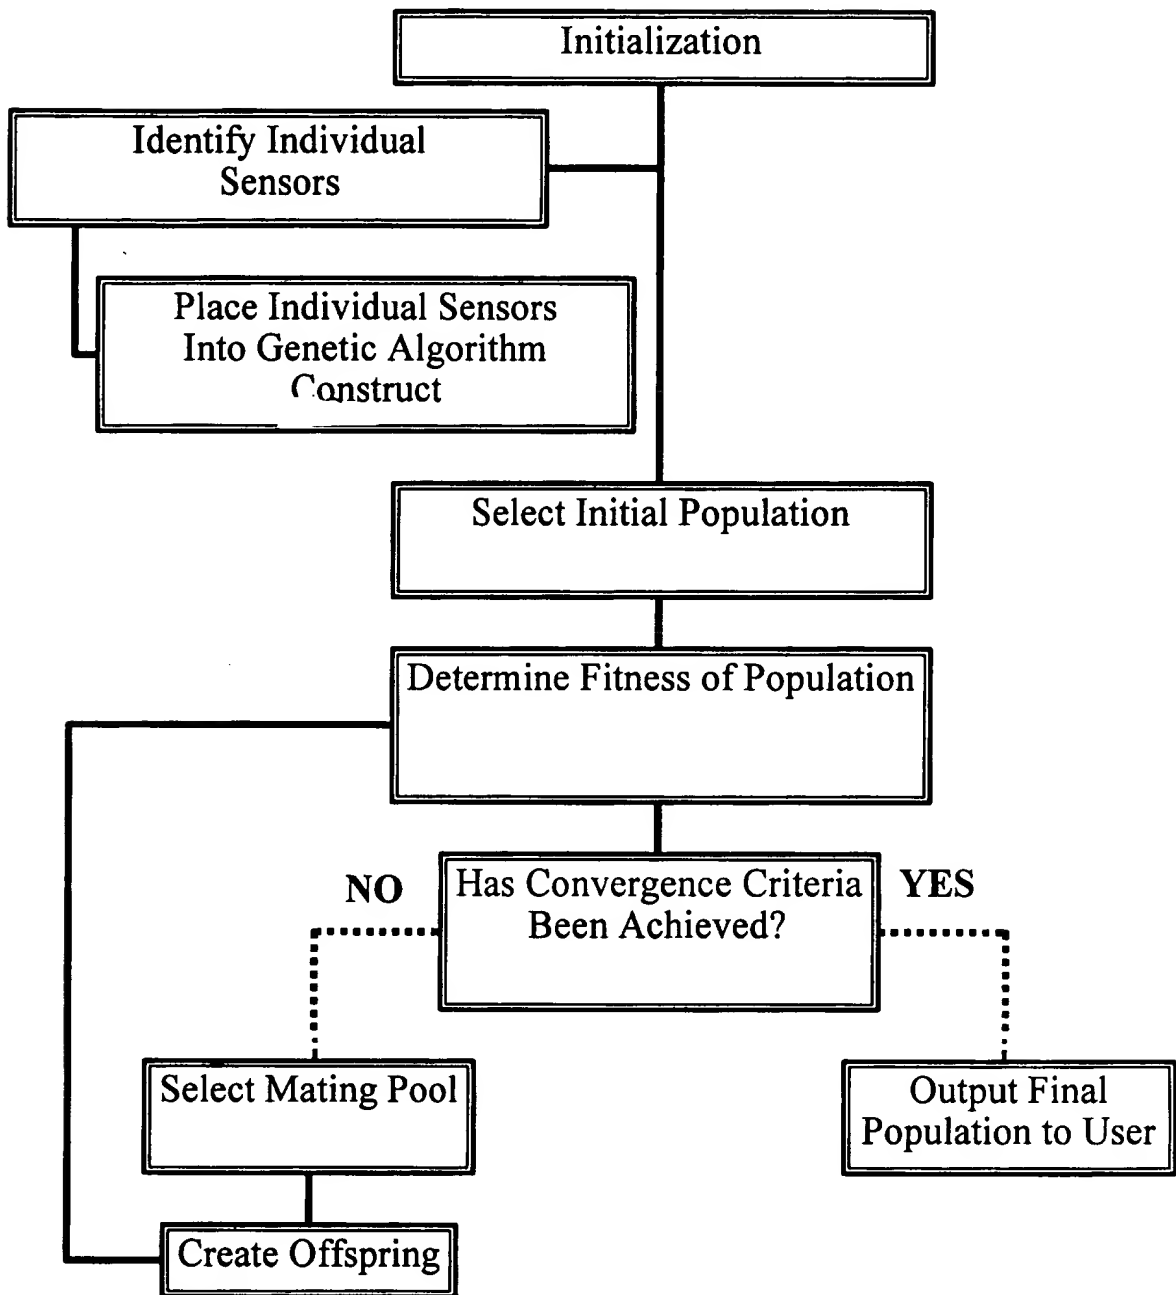 Initialization
Identify Individual
Sensors
Place Individual Sensors
Into Genetic Algorithm
Construct
Select Initial Population
Determine Fitness of Population
NO
Has Convergence Criteria
Been Achieved?
YES
Select Mating Pool
Output Final
Population to User
Create Offspring